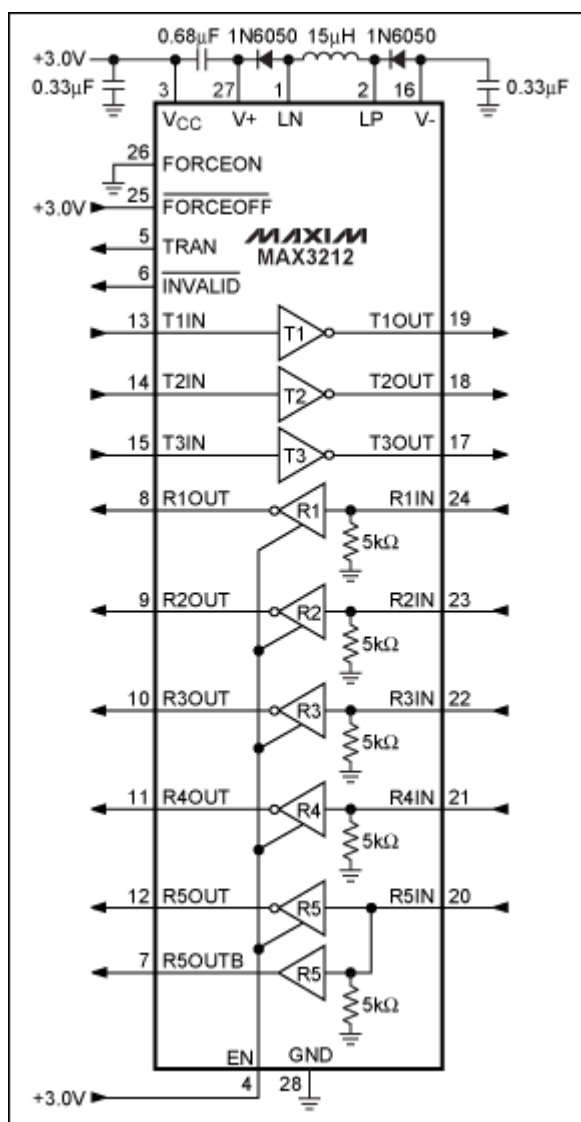 0.68µF 1N6050 15µH 1N6050
+3.0V
0.33µF 3 27 1 2 16 0.33µF
VCC V+ LN LP V-
26 FORCEON
25
+3.0V FORCEOFF
5 TRAN
MAXIM
MAX3212
6 INVALID
13 T1IN T1 T1OUT 19
14 T2IN T2 T2OUT 18
15 T3IN T3 T3OUT 17
8 R1OUT R1 R1IN 24
5kΩ
9 R2OUT R2 R2IN 23
5kΩ
10 R3OUT R3 R3IN 22
5kΩ
11 R4OUT R4 R4IN 21
5kΩ
12 R5OUT R5 R5IN 20
7 R5OUTB R5
5kΩ
EN GND
4 28
+3.0V